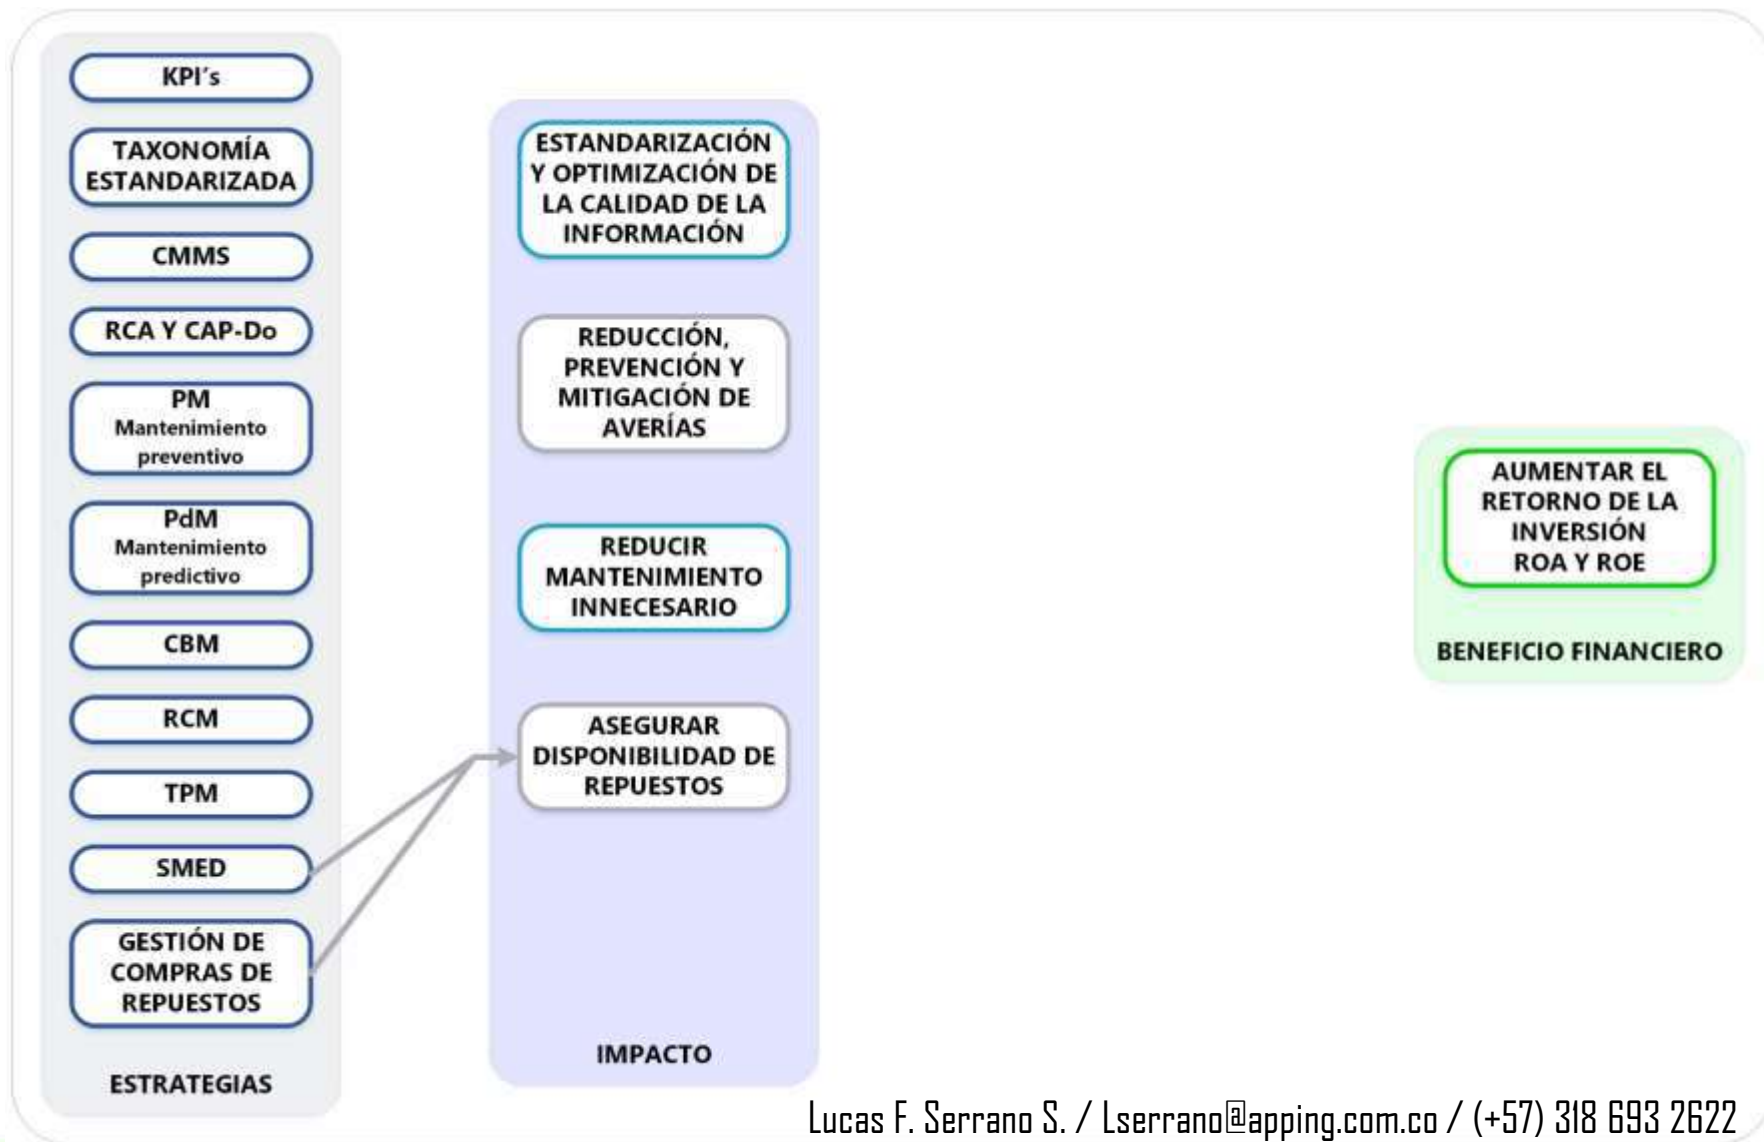 KPI´s
TAXONOMÍA
ESTANDARIZADA
CMMS
RCA Y CAP-Do
PM
Mantenimiento
preventivo
PdM
Mantenimiento
predictivo
CBM
RCM
TPM
SMED
GESTIÓN DE
COMPRAS DE
REPUESTOS
ESTRATEGIAS
ESTANDARIZACIÓN
Y OPTIMIZACIÓN DE
LA CALIDAD DE LA
INFORMACIÓN
REDUCCIÓN,
PREVENCIÓN Y
MITIGACIÓN DE
AVERÍAS
REDUCIR
MANTENIMIENTO
INNECESARIO
ASEGURAR
DISPONIBILIDAD DE
REPUESTOS
IMPACTO
AUMENTAR EL
RETORNO DE LA
INVERSIÓN
ROA Y ROE
BENEFICIO FINANCIERO
Lucas F. Serrano S. / Lserrano@apping.com.co / (+57) 318 693 2622